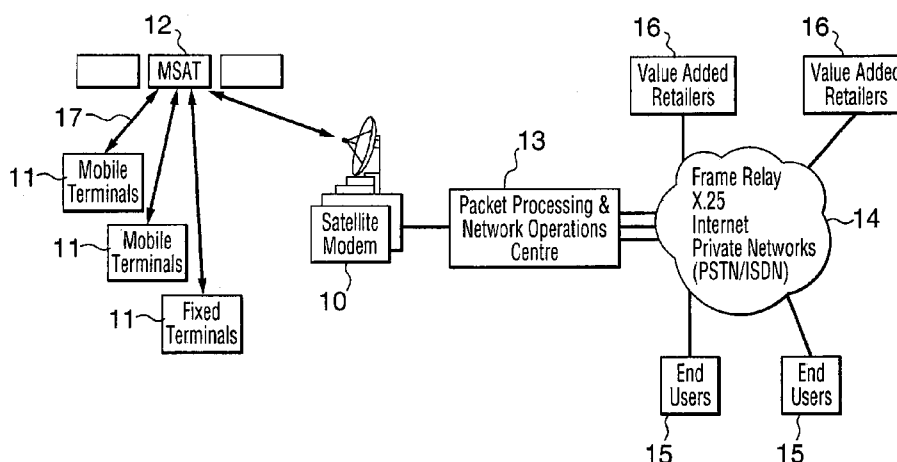 12
MSAT
17
11
Mobile
Terminals
11
Mobile
Terminals
11
Fixed
Terminals
Satellite
Modem
10
13
Packet Processing &
Network Operations
Centre
16
Value Added
Retailers
16
Value Added
Retailers
Frame Relay
X.25
Internet
Private Networks
(PSTN/ISDN)
14
End
Users
15
End
Users
15